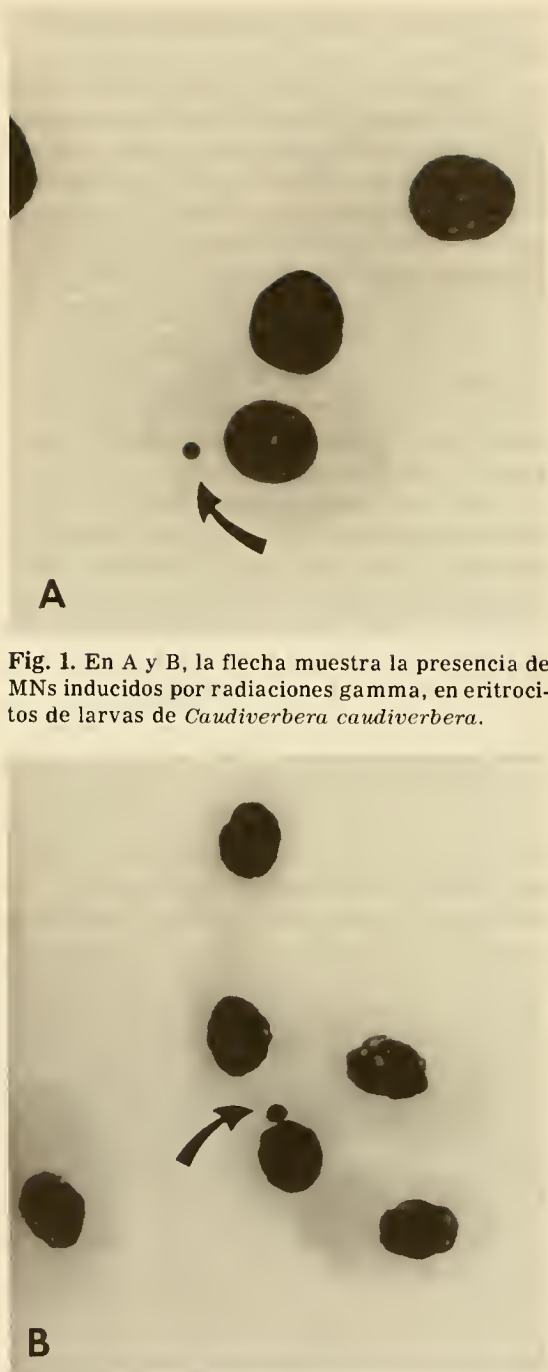 A
Fig. 1. En A y B, la flecha muestra la presencia de
MNs inducidos por radiaciones gamma, en eritroci-
tos de larvas de Caudiverbera caudiverbera.
B